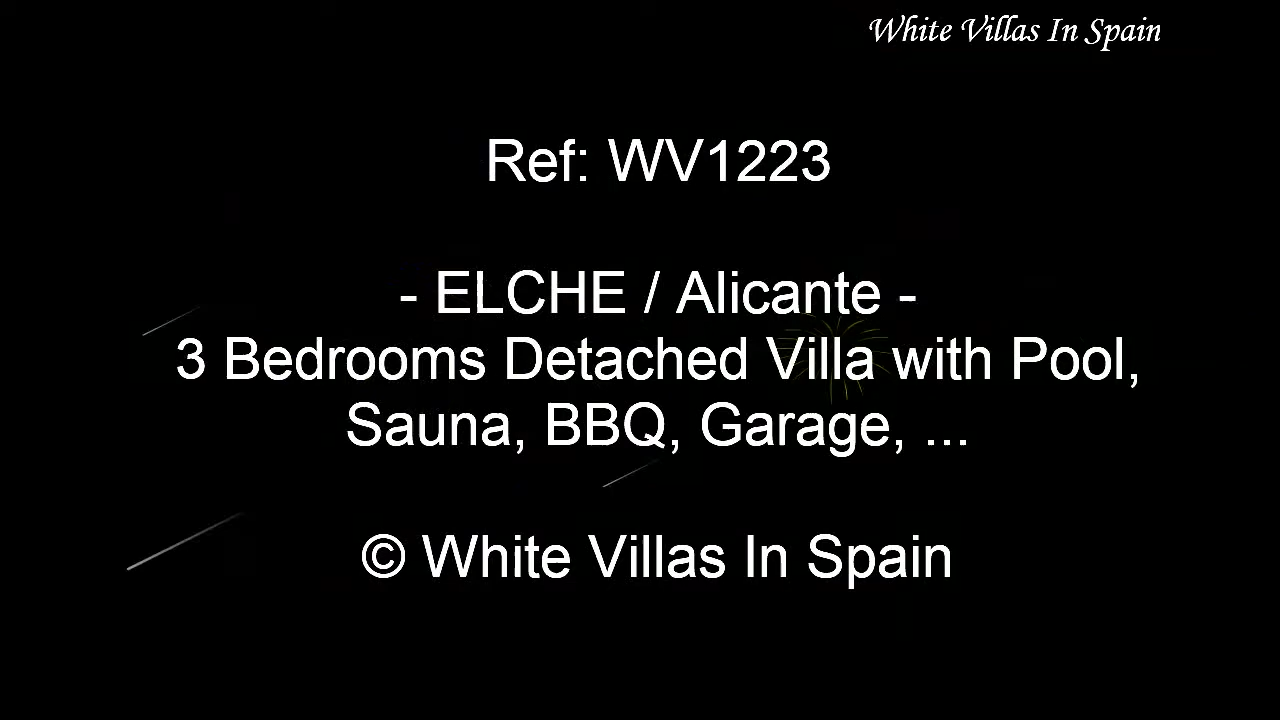 White Villas In Spain
Ref: WV1223
- ELCHE / Alicante -
3 Bedrooms Detached Villa with Pool,
Sauna, BBQ, Garage, ...
© White Villas In Spain